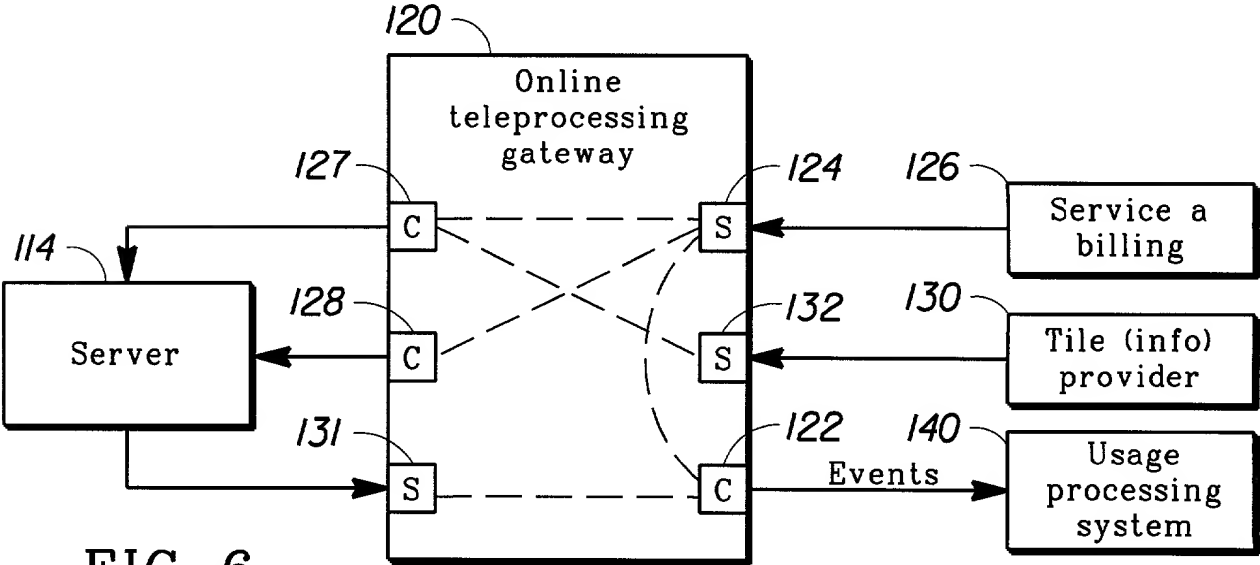 120
Online
teleprocessing
gateway
127
124
126
C
S
Service a
billing
114
Server
128
132
130
C
S
Tile (info)
provider
131
122
140
S
C
Events
Usage
processing
system
FIG. 6